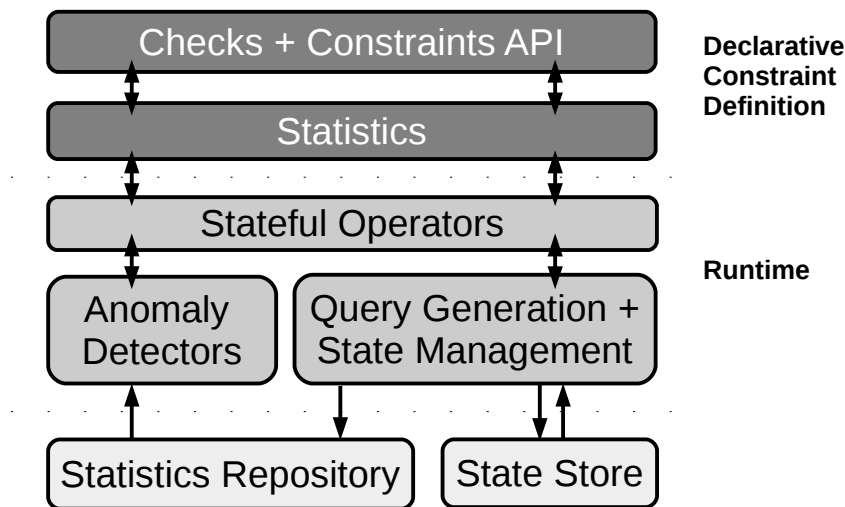 Checks + Constraints API
Declarative
Constraint
Definition
Statistics
Stateful Operators
Runtime
Anomaly
Detectors
Query Generation +
State Management
Statistics Repository
State Store